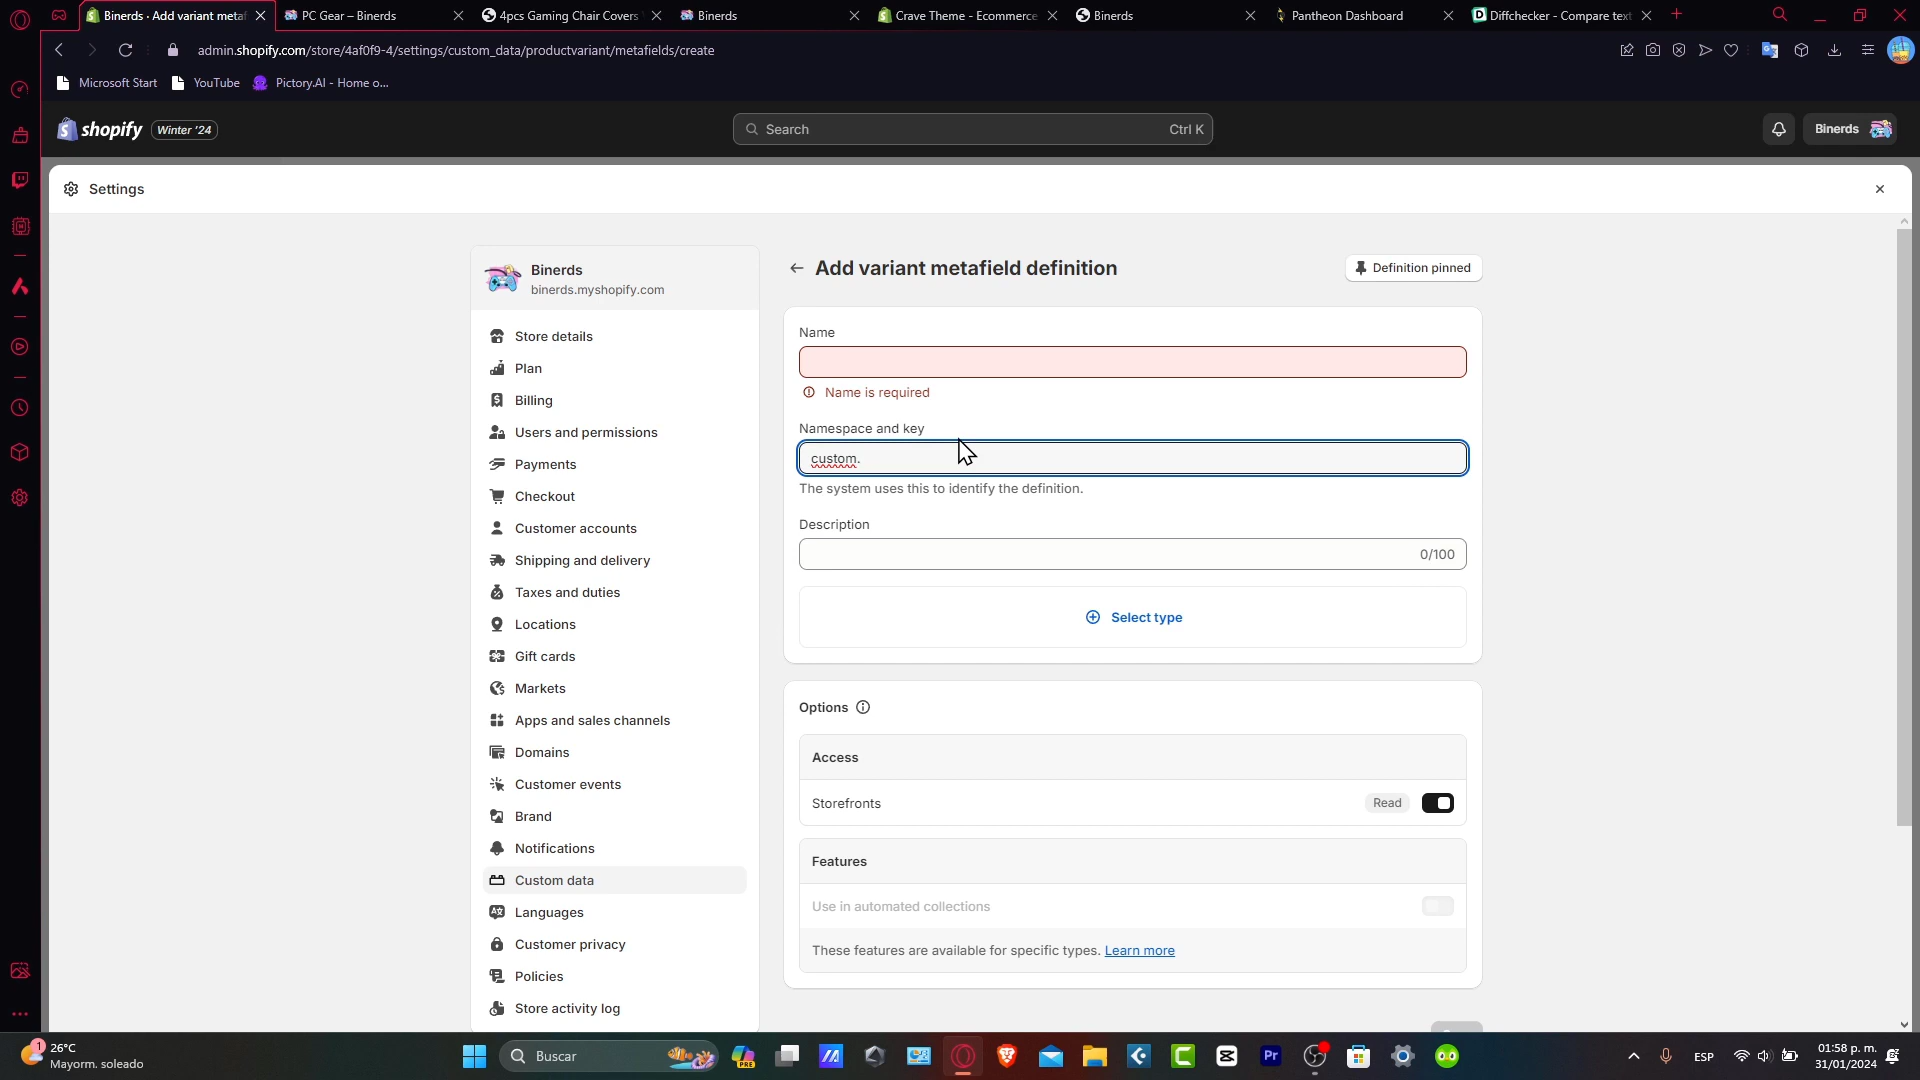 Binerds · Add variant metaf
PC Gear – Binerds
4pcs Gaming Chair Covers
Binerds
Crave Theme - Ecommerce
Binerds
Pantheon Dashboard
Diffchecker - Compare text
admin.shopify.com/store/4af0f9-4/settings/custom_data/productvariant/metafields/create
Microsoft Start
YouTube
Pictory.AI - Home o...
shopify
Winter '24
Search
Ctrl K
Binerds
Settings
Binerds
binerds.myshopify.com
Store details
Plan
Billing
Users and permissions
Payments
Checkout
Customer accounts
Shipping and delivery
Taxes and duties
Locations
Gift cards
Markets
Apps and sales channels
Domains
Customer events
Brand
Notifications
Custom data
Languages
Customer privacy
Policies
Store activity log
Add variant metafield definition
Definition pinned
Name
Name is required
Namespace and key
custom.
The system uses this to identify the definition.
Description
0/100
Select type
Options
Access
Storefronts
Read
Features
Use in automated collections
These features are available for specific types. Learn more
1
26°C
Mayorm. soleado
Buscar
PRE
Pr
ESP
01:58 p. m.
31/01/2024